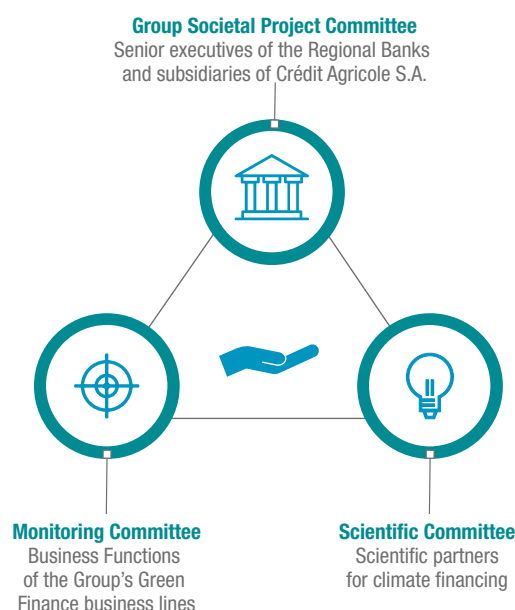 Group Societal Project Committee
Senior executives of the Regional Banks
and subsidiaries of Crédit Agricole S.A.
Monitoring Committee
Business Functions
of the Group's Green
Finance business lines
Scientific Committee
Scientific partners
for climate financing